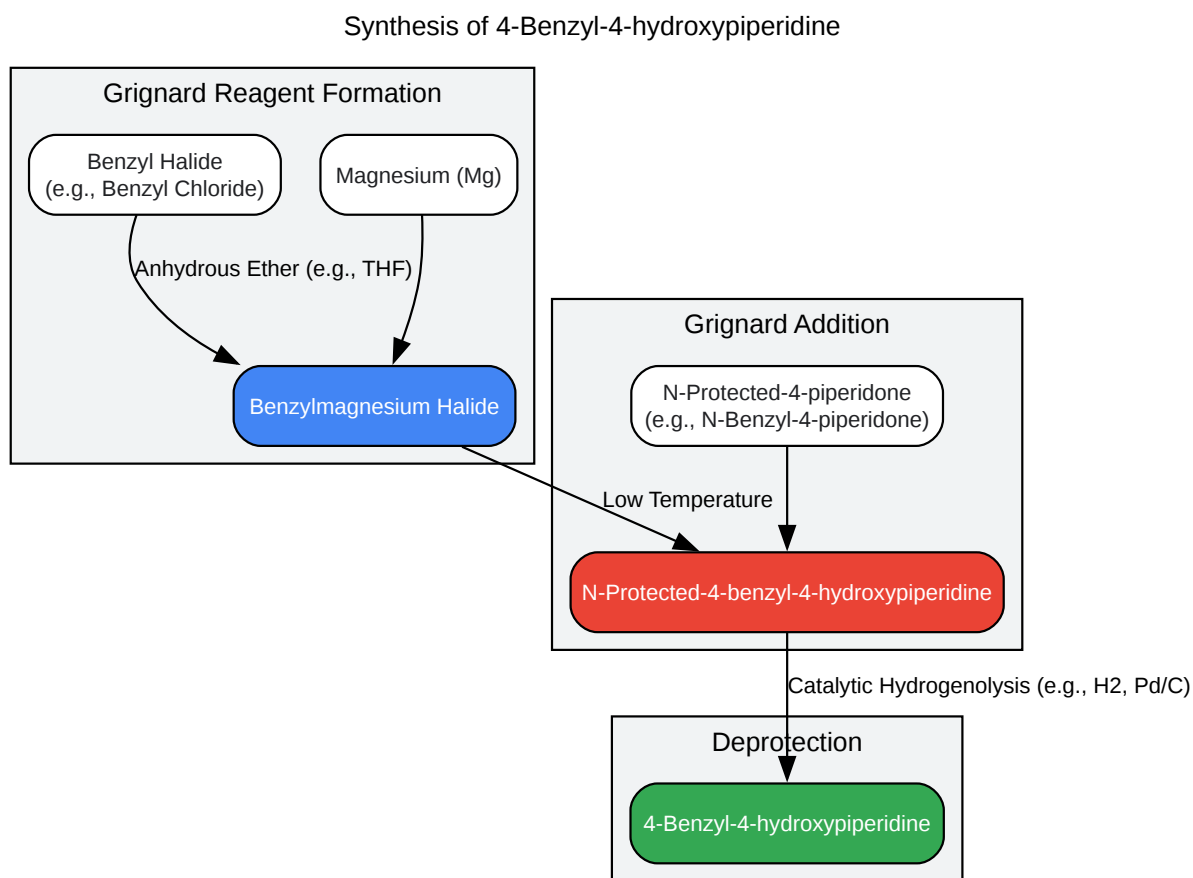 Synthesis of 4-Benzyl-4-hydroxypiperidine
Grignard Reagent Formation
Benzyl Halide
(e.g., Benzyl Chloride)
Magnesium (Mg)
Anhydrous Ether (e.g., THF)
Benzylmagnesium Halide
Grignard Addition
N-Protected-4-piperidone
(e.g., N-Benzyl-4-piperidone)
Low Temperature
N-Protected-4-benzyl-4-hydroxypiperidine
Catalytic Hydrogenolysis (e.g., H2, Pd/C)
Deprotection
4-Benzyl-4-hydroxypiperidine